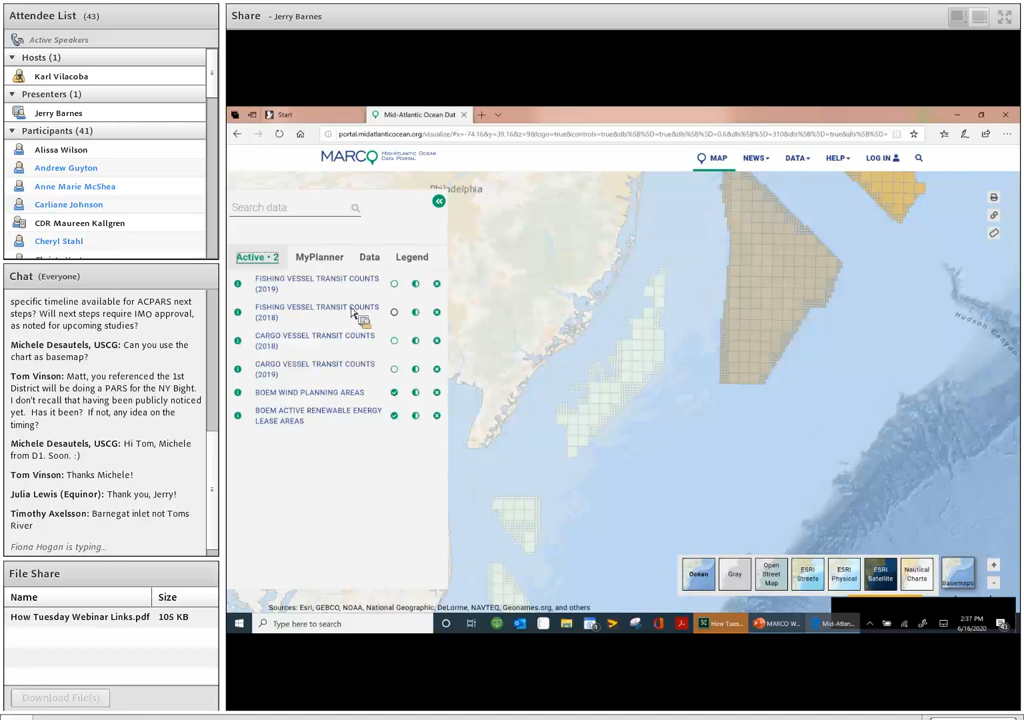 Attendee List (43)
Active Speakers
Hosts (1)
Karl Vilacoba
Presenters (1)
Jerry Barnes
Participants (41)
Alissa Wilson
Andrew Guyton
Anne Marie McShea
Carliane Johnson
CDR Maureen Kallgren
Cheryl Stahl
Chat (Everyone)
specific timeline available for ACPARS next
steps? Will next steps require IMO approval,
as noted for upcoming studies?
Michele Desautels, USCG: Can you use the
chart as basemap?
Tom Vinson: Matt, you referenced the 1st
District will be doing a PARS for the NY Bight.
I don't recall that having been publicly noticed
yet. Has it been? If not, any idea on the
timing?
Michele Desautels, USCG: Hi Tom, Michele
from D1. Soon. :)
Tom Vinson: Thanks Michele!
Julia Lewis (Equinor): Thank you, Jerry!
Timothy Axelsson: Barnegat inlet not Toms
River
Fiona Hogan is typing...
File Share
Name Size
How Tuesday Webinar Links.pdf 105 KB
Download File(s)
Share - Jerry Barnes
Start
Mid-Atlantic Ocean Dat
MARCO MID-ATLANTIC OCEAN
DATA PORTAL
MAP NEWS DATA HELP LOG IN
Philadelphia
Search data
Active • 2 MyPlanner Data Legend
FISHING VESSEL TRANSIT COUNTS
(2019)
FISHING VESSEL TRANSIT COUNTS
(2018)
CARGO VESSEL TRANSIT COUNTS
(2018)
CARGO VESSEL TRANSIT COUNTS
(2019)
BOEM WIND PLANNING AREAS
BOEM ACTIVE RENEWABLE ENERGY
LEASE AREAS
Hudson Canyon
Ocean
Gray
Open
Street
Map
ESRI
Streets
ESRI
Physical
ESRI
Satellite
Nautical
Charts
Basemaps
+
-
Sources: Esri, GEBCO, NOAA, National Geographic, DeLorme, NAVTEQ, Geonames.org, and others
Type here to search
How Tues...
MARCO W...
Mid-Atlan...
2:37 PM
6/16/2020